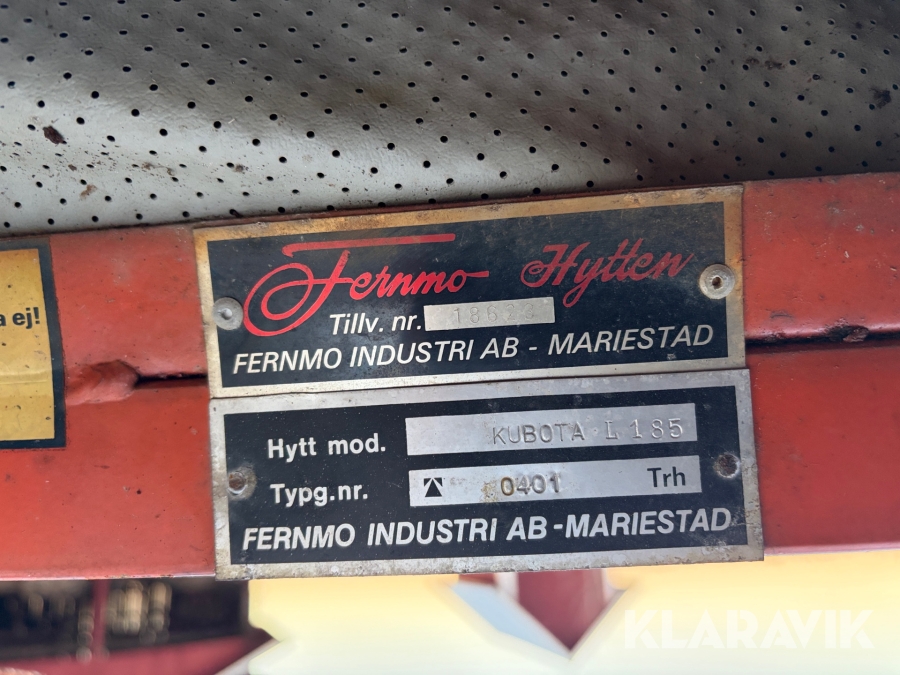 a ej!
Fernmo Hytten
Tillv. nr.
FERNMO INDUSTRI AB - MARIESTAD
Hytt mod. KUBOTA L 185
Typg.nr. 0401 Trh
FERNMO INDUSTRI AB - MARIESTAD
KLARAVIK